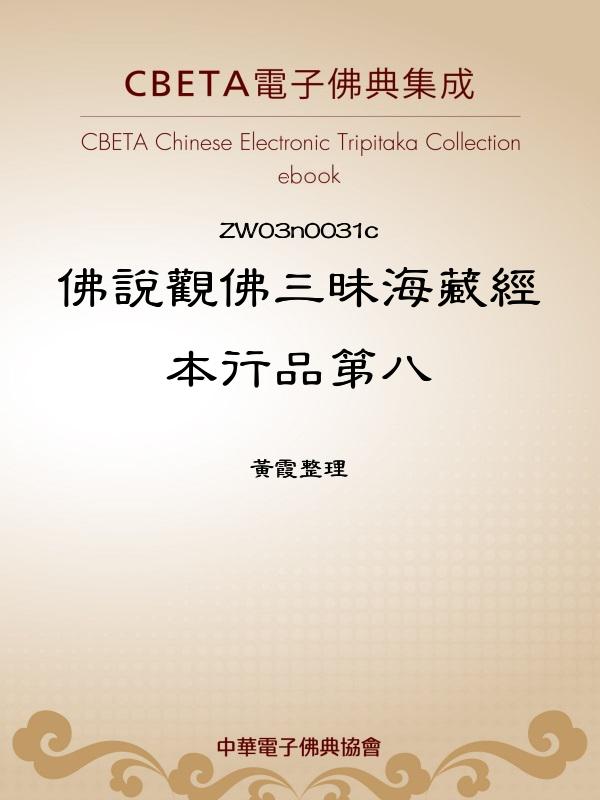 CBETA電子佛典集成
CBETA Chinese Electronic Tripitaka Collection
ebook
ZW03n0031c
佛說觀佛三昧海藏經
本行品第八
黃霞整理
中華電子佛典協會